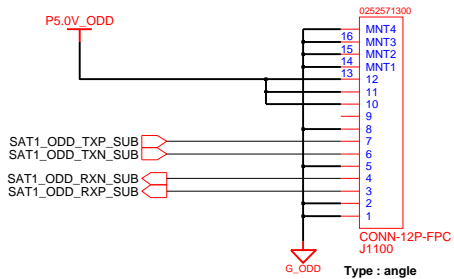 0252571300
P5.0V_ODD
MNT4
16
MNT3
15
MNT2
14
MNT1
13
12
11
10
9
8
SAT1_ODD_TXP_SUB
7
SAT1_ODD_TXN_SUB
6
5
SAT1_ODD_RXN_SUB
4
SAT1_ODD_RXP_SUB
3
2
1
CONN-12P-FPC
J1100
G_ODD
Type : angle